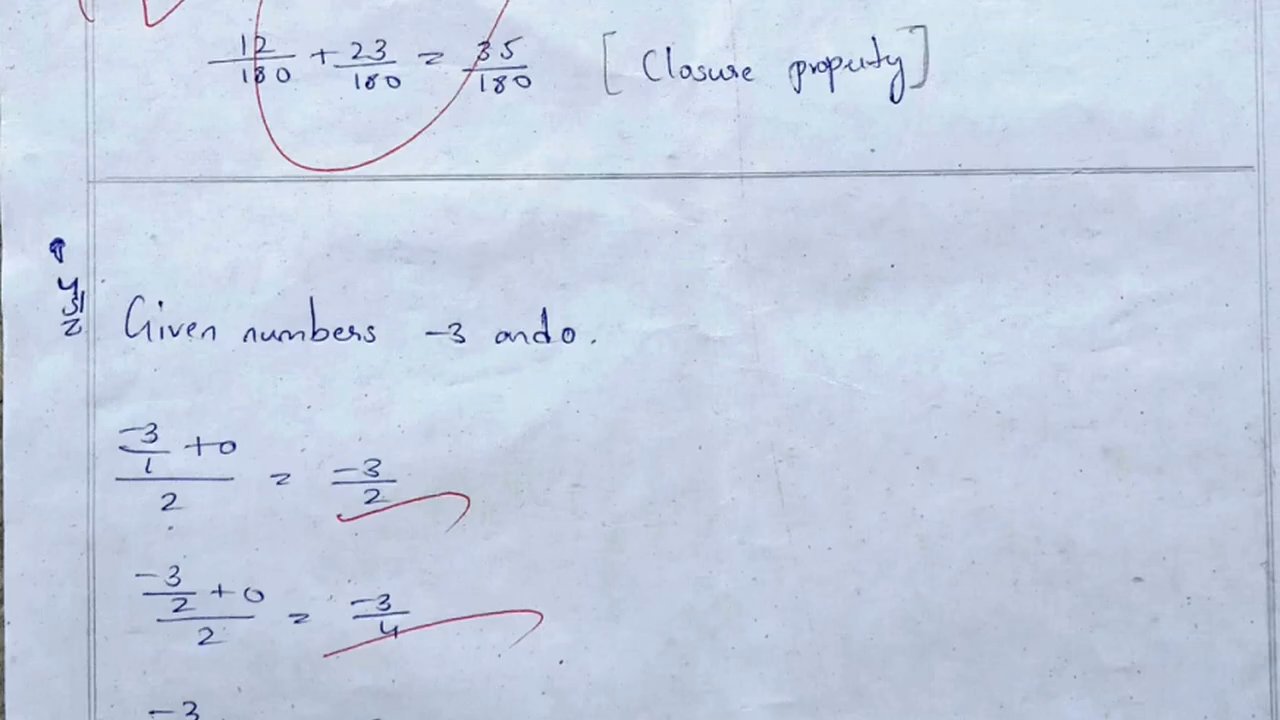 12/180 + 23/180 = 35/180 [Closure property]
Given numbers -3 and 0.
(-3/1 + 0)/2 = -3/2
(-3/2 + 0)/2 = -3/4
-3